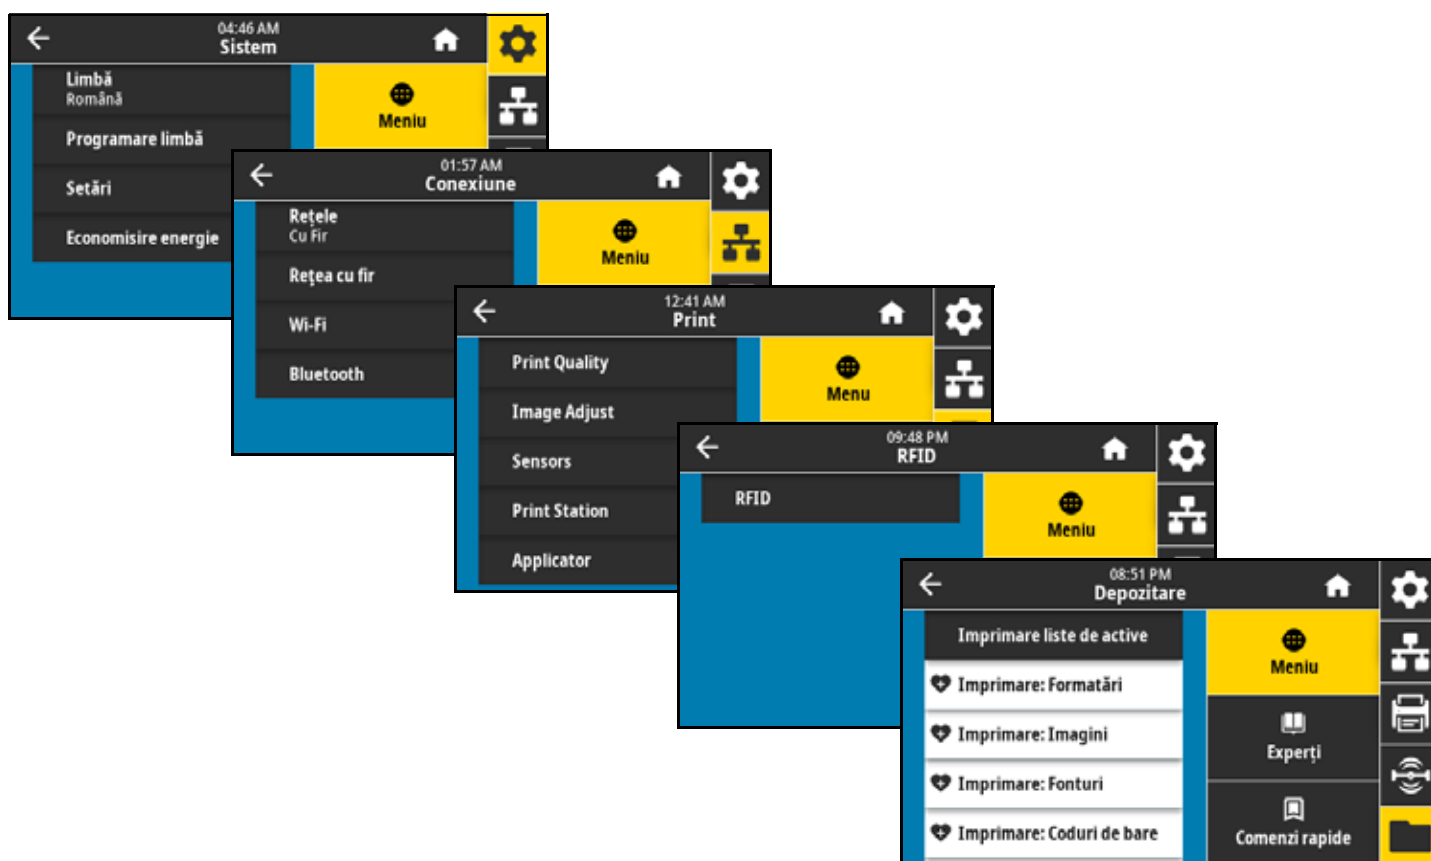 04:46 AM
Sistem
Limbă
Română
Meniu
Programare limbă
Setări
Economisire energie
01:57 AM
Conexiune
Rețele
Cu Fir
Meniu
Rețea cu fir
Wi-Fi
Bluetooth
12:41 AM
Print
Print Quality
Menu
Image Adjust
Sensors
Print Station
Applicator
09:48 PM
RFID
RFID
Meniu
08:51 PM
Depozitare
Imprimare liste de active
Meniu
Imprimare: Formatări
Imprimare: Imagini
Experți
Imprimare: Fonturi
Imprimare: Coduri de bare
Comenzi rapide